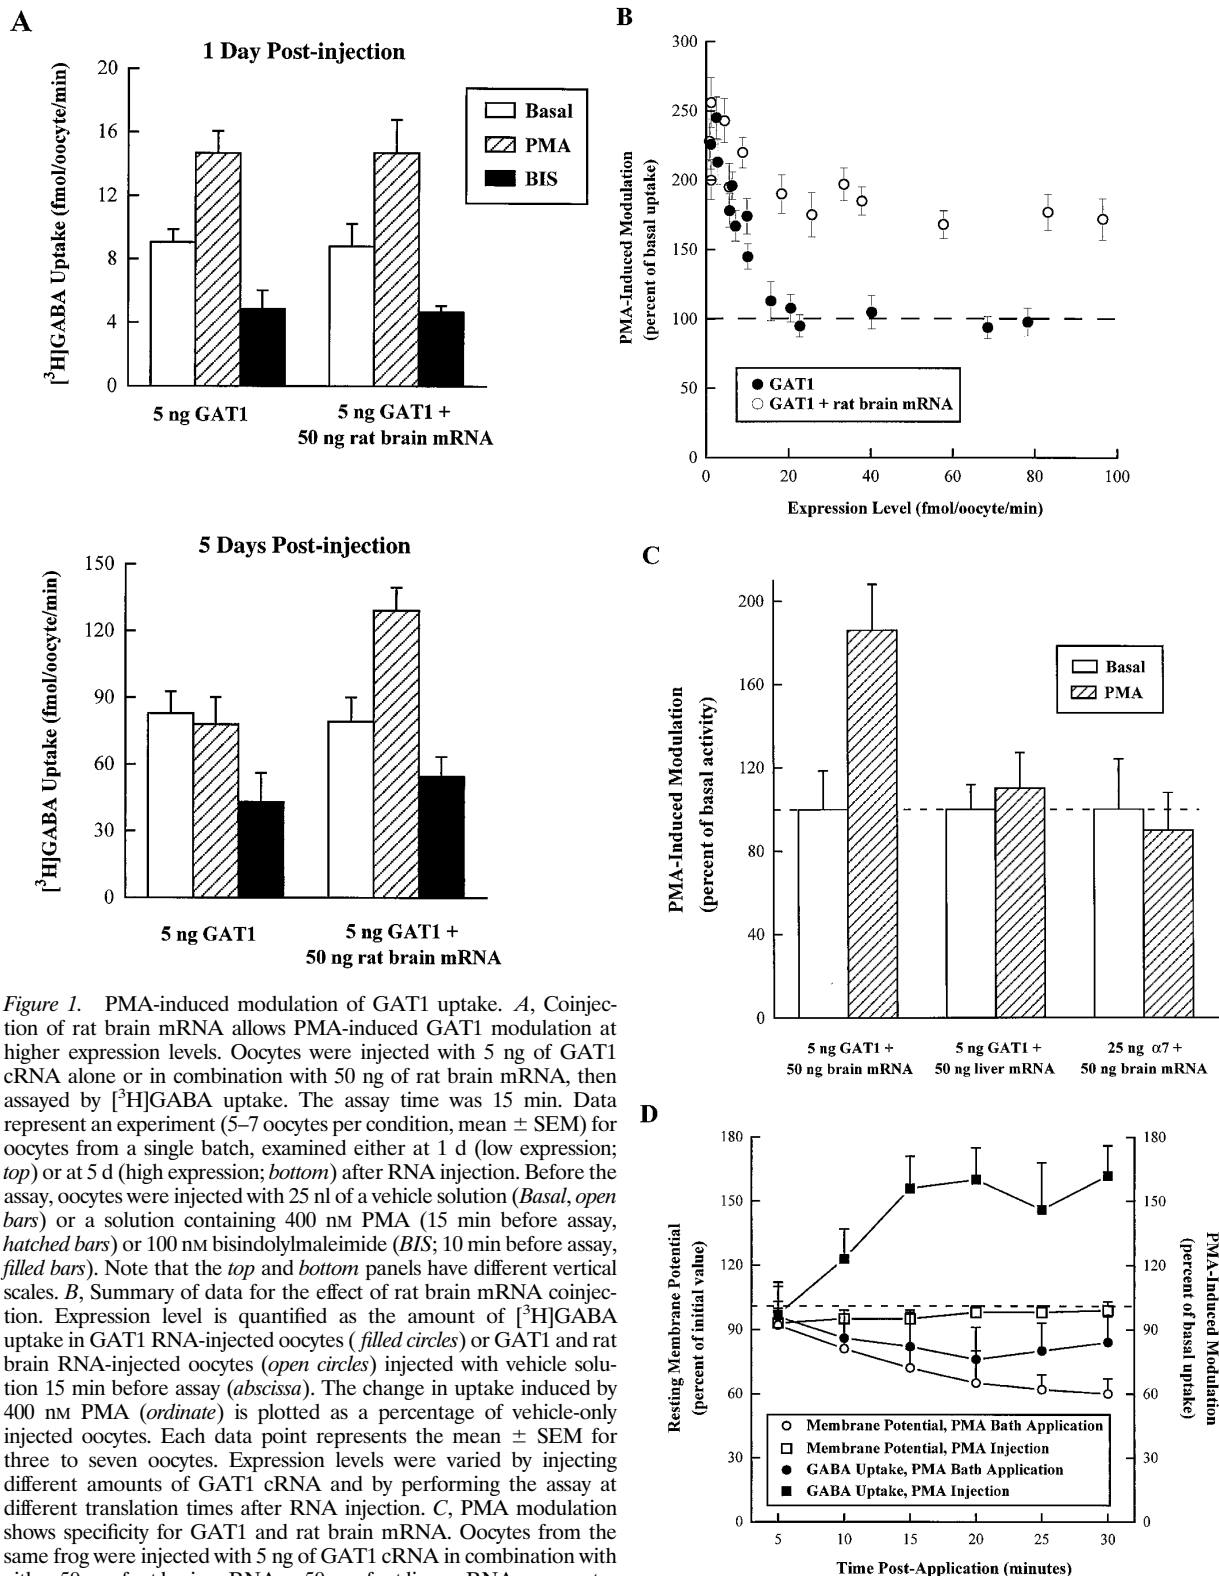 A
1 Day Post-injection
[³H]GABA Uptake (fmol/oocyte/min)
20
16
12
8
4
0
Basal
PMA
BIS
5 ng GAT1
5 ng GAT1 +
50 ng rat brain mRNA
5 Days Post-injection
[³H]GABA Uptake (fmol/oocyte/min)
150
120
90
60
30
0
5 ng GAT1
5 ng GAT1 +
50 ng rat brain mRNA
Figure 1. PMA-induced modulation of GAT1 uptake. A, Coinjec-
tion of rat brain mRNA allows PMA-induced GAT1 modulation at
higher expression levels. Oocytes were injected with 5 ng of GAT1
cRNA alone or in combination with 50 ng of rat brain mRNA, then
assayed by [³H]GABA uptake. The assay time was 15 min. Data
represent an experiment (5–7 oocytes per condition, mean ± SEM) for
oocytes from a single batch, examined either at 1 d (low expression;
top) or at 5 d (high expression; bottom) after RNA injection. Before the
assay, oocytes were injected with 25 nl of a vehicle solution (Basal, open
bars) or a solution containing 400 nM PMA (15 min before assay,
hatched bars) or 100 nM bisindolylmaleimide (BIS; 10 min before assay,
filled bars). Note that the top and bottom panels have different vertical
scales. B, Summary of data for the effect of rat brain mRNA coinjec-
tion. Expression level is quantified as the amount of [³H]GABA
uptake in GAT1 RNA-injected oocytes (filled circles) or GAT1 and rat
brain RNA-injected oocytes (open circles) injected with vehicle solu-
tion 15 min before assay (abscissa). The change in uptake induced by
400 nM PMA (ordinate) is plotted as a percentage of vehicle-only
injected oocytes. Each data point represents the mean ± SEM for
three to seven oocytes. Expression levels were varied by injecting
different amounts of GAT1 cRNA and by performing the assay at
different translation times after RNA injection. C, PMA modulation
shows specificity for GAT1 and rat brain mRNA. Oocytes from the
same frog were injected with 5 ng of GAT1 cRNA in combination with
B
PMA-Induced Modulation
(percent of basal uptake)
300
250
200
150
100
50
0
GAT1
GAT1 + rat brain mRNA
0 20 40 60 80 100
Expression Level (fmol/oocyte/min)
C
PMA-Induced Modulation
(percent of basal activity)
200
160
120
80
40
0
Basal
PMA
5 ng GAT1 +
50 ng brain mRNA
5 ng GAT1 +
50 ng liver mRNA
25 ng α7 +
50 ng brain mRNA
D
Resting Membrane Potential
(percent of initial value)
180
150
120
90
60
30
0
180
150
120
90
60
30
0
PMA-Induced Modulation
(percent of basal uptake)
Membrane Potential, PMA Bath Application
Membrane Potential, PMA Injection
GABA Uptake, PMA Bath Application
GABA Uptake, PMA Injection
5 10 15 20 25 30
Time Post-Application (minutes)